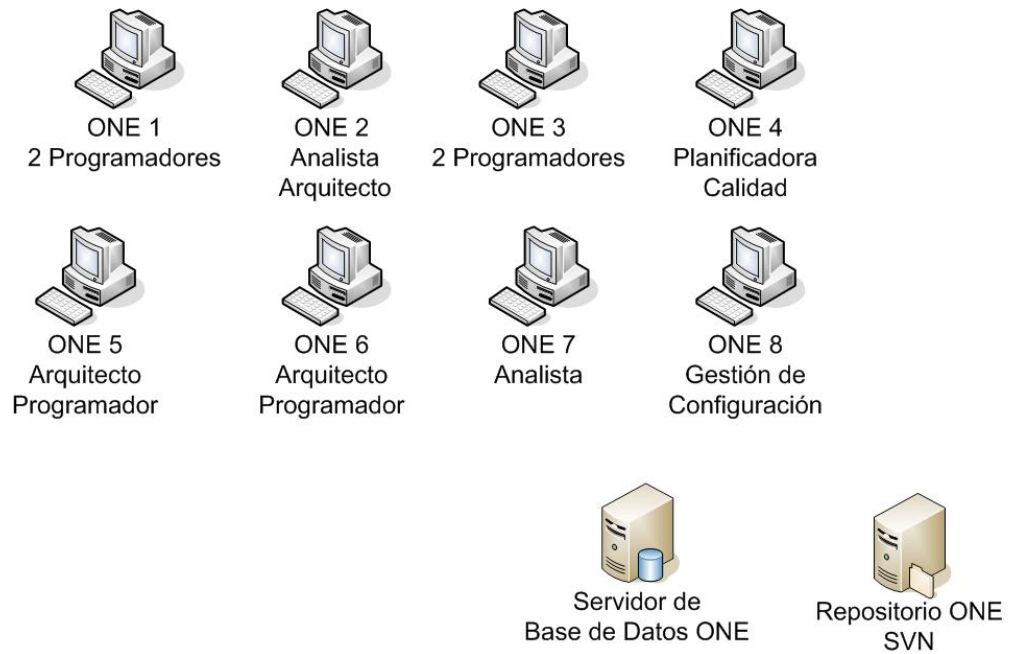 ONE 1
2 Programadores
ONE 2
Analista
Arquitecto
ONE 3
2 Programadores
ONE 4
Planificadora
Calidad
ONE 5
Arquitecto
Programador
ONE 6
Arquitecto
Programador
ONE 7
Analista
ONE 8
Gestión de
Configuración
Servidor de
Base de Datos ONE
Repositorio ONE
SVN